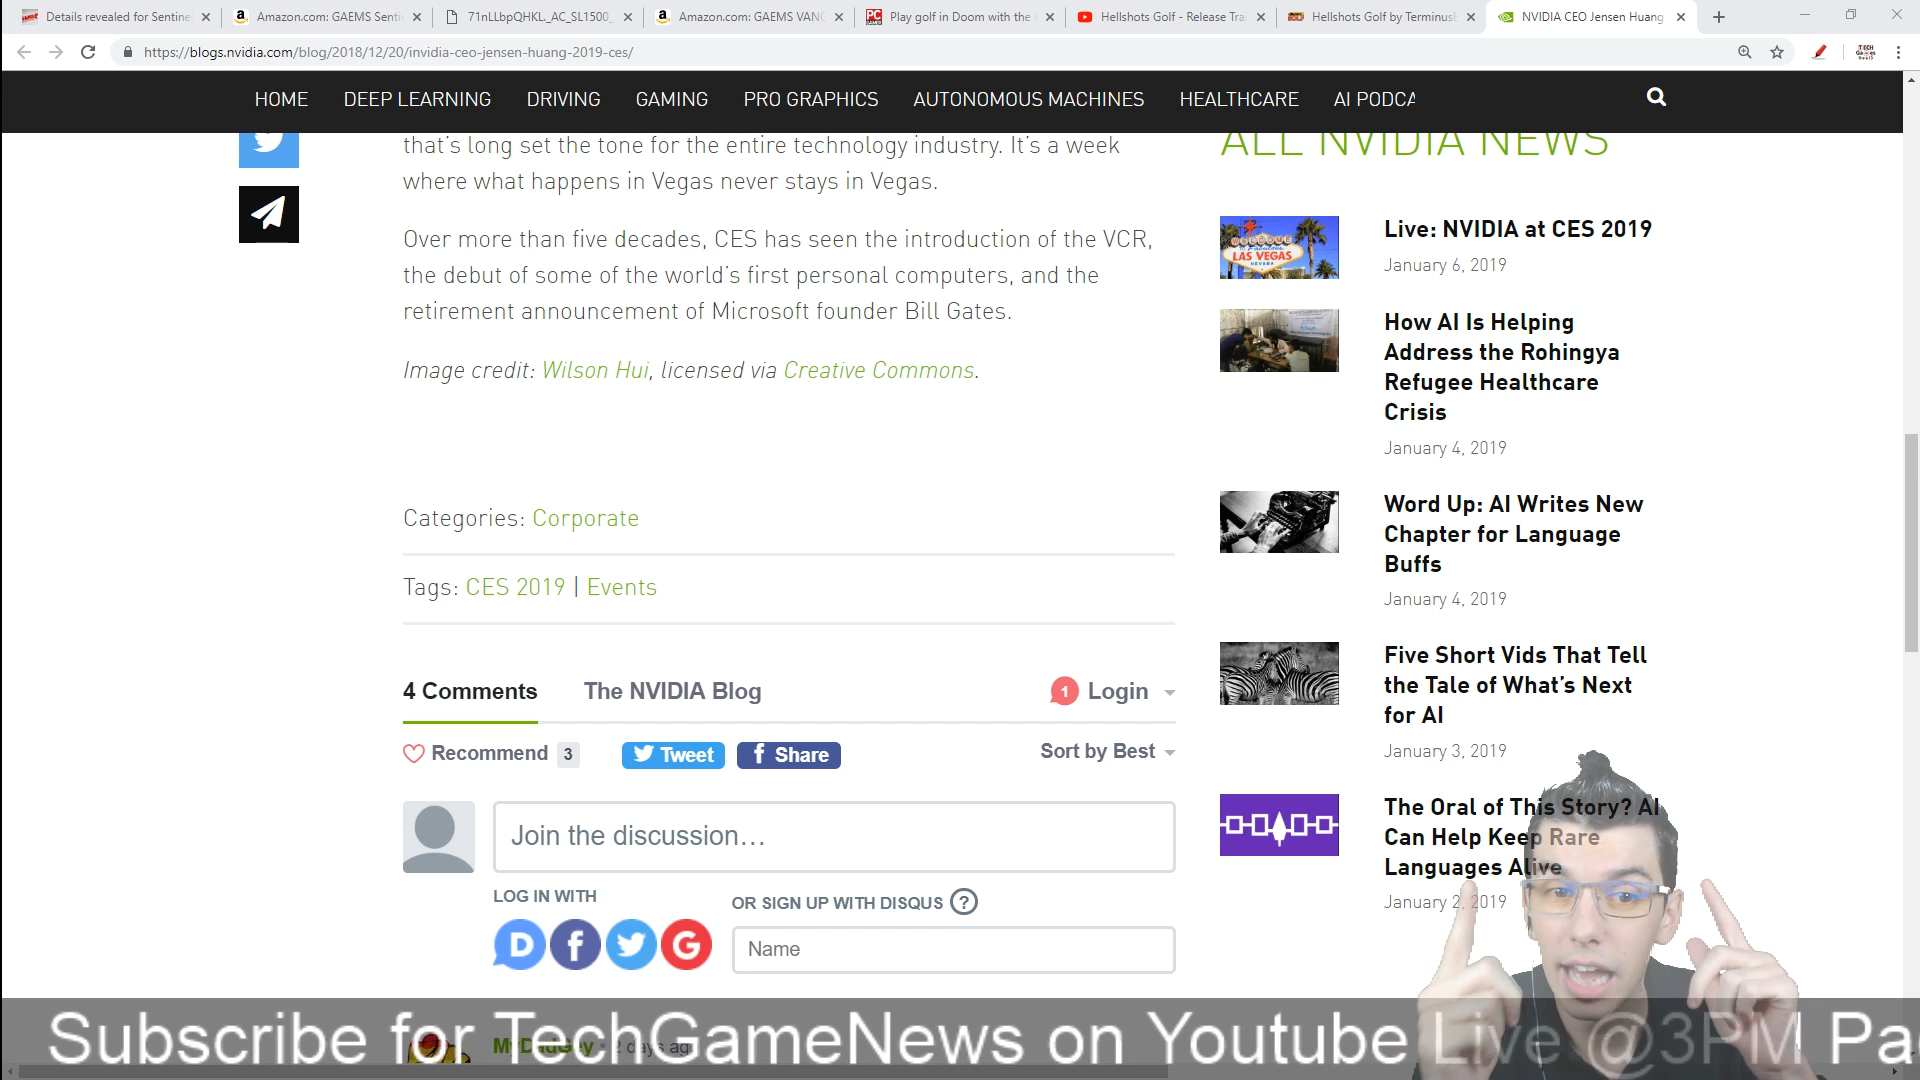 Details revealed for Sentine
Amazon.com: GAEMS Senti
71nLLbpQHKL._AC_SL1500_
Amazon.com: GAEMS VANG
Play golf in Doom with the
Hellshots Golf - Release Tra
Hellshots Golf by Terminus
NVIDIA CEO Jensen Huang
https://blogs.nvidia.com/blog/2018/12/20/invidia-ceo-jensen-huang-2019-ces/
HOME DEEP LEARNING DRIVING GAMING PRO GRAPHICS AUTONOMOUS MACHINES HEALTHCARE AI PODCA
that's long set the tone for the entire technology industry. It's a week
where what happens in Vegas never stays in Vegas.
Over more than five decades, CES has seen the introduction of the VCR,
the debut of some of the world's first personal computers, and the
retirement announcement of Microsoft founder Bill Gates.
Image credit: Wilson Hui, licensed via Creative Commons.
Categories: Corporate
Tags: CES 2019 | Events
4 Comments
The NVIDIA Blog
1 Login
Recommend 3
Tweet
Share
Sort by Best
Join the discussion...
LOG IN WITH
OR SIGN UP WITH DISQUS ?
Name
MyDadGey • 2 days ago
ALL NVIDIA NEWS
WELCOME
LAS VEGAS
Live: NVIDIA at CES 2019
January 6, 2019
How AI Is Helping
Address the Rohingya
Refugee Healthcare
Crisis
January 4, 2019
Word Up: AI Writes New
Chapter for Language
Buffs
January 4, 2019
Five Short Vids That Tell
the Tale of What's Next
for AI
January 3, 2019
The Oral of This Story? AI
Can Help Keep Rare
Languages Alive
January 2, 2019
Subscribe for TechGameNews on Youtube Live @3PM Pa